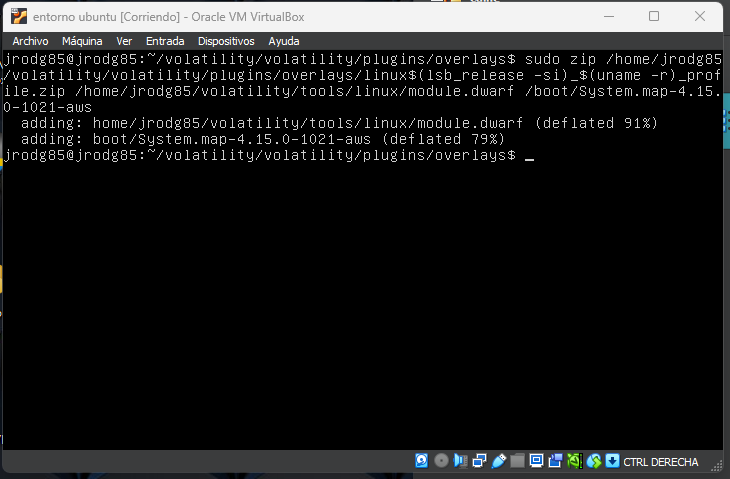 entorno ubuntu [Corriendo] - Oracle VM VirtualBox
Archivo Máquina Ver Entrada Dispositivos Ayuda
jrodg85@jrodg85:~/volatility/volatility/plugins/overlays$ sudo zip /home/jrodg85
/volatility/volatility/plugins/overlays/linux$(lsb_release -si)_$(uname -r)_prof
ile.zip /home/jrodg85/volatility/tools/linux/module.dwarf /boot/System.map-4.15.
0-1021-aws
  adding: home/jrodg85/volatility/tools/linux/module.dwarf (deflated 91%)
  adding: boot/System.map-4.15.0-1021-aws (deflated 79%)
jrodg85@jrodg85:~/volatility/volatility/plugins/overlays$ _
CTRL DERECHA